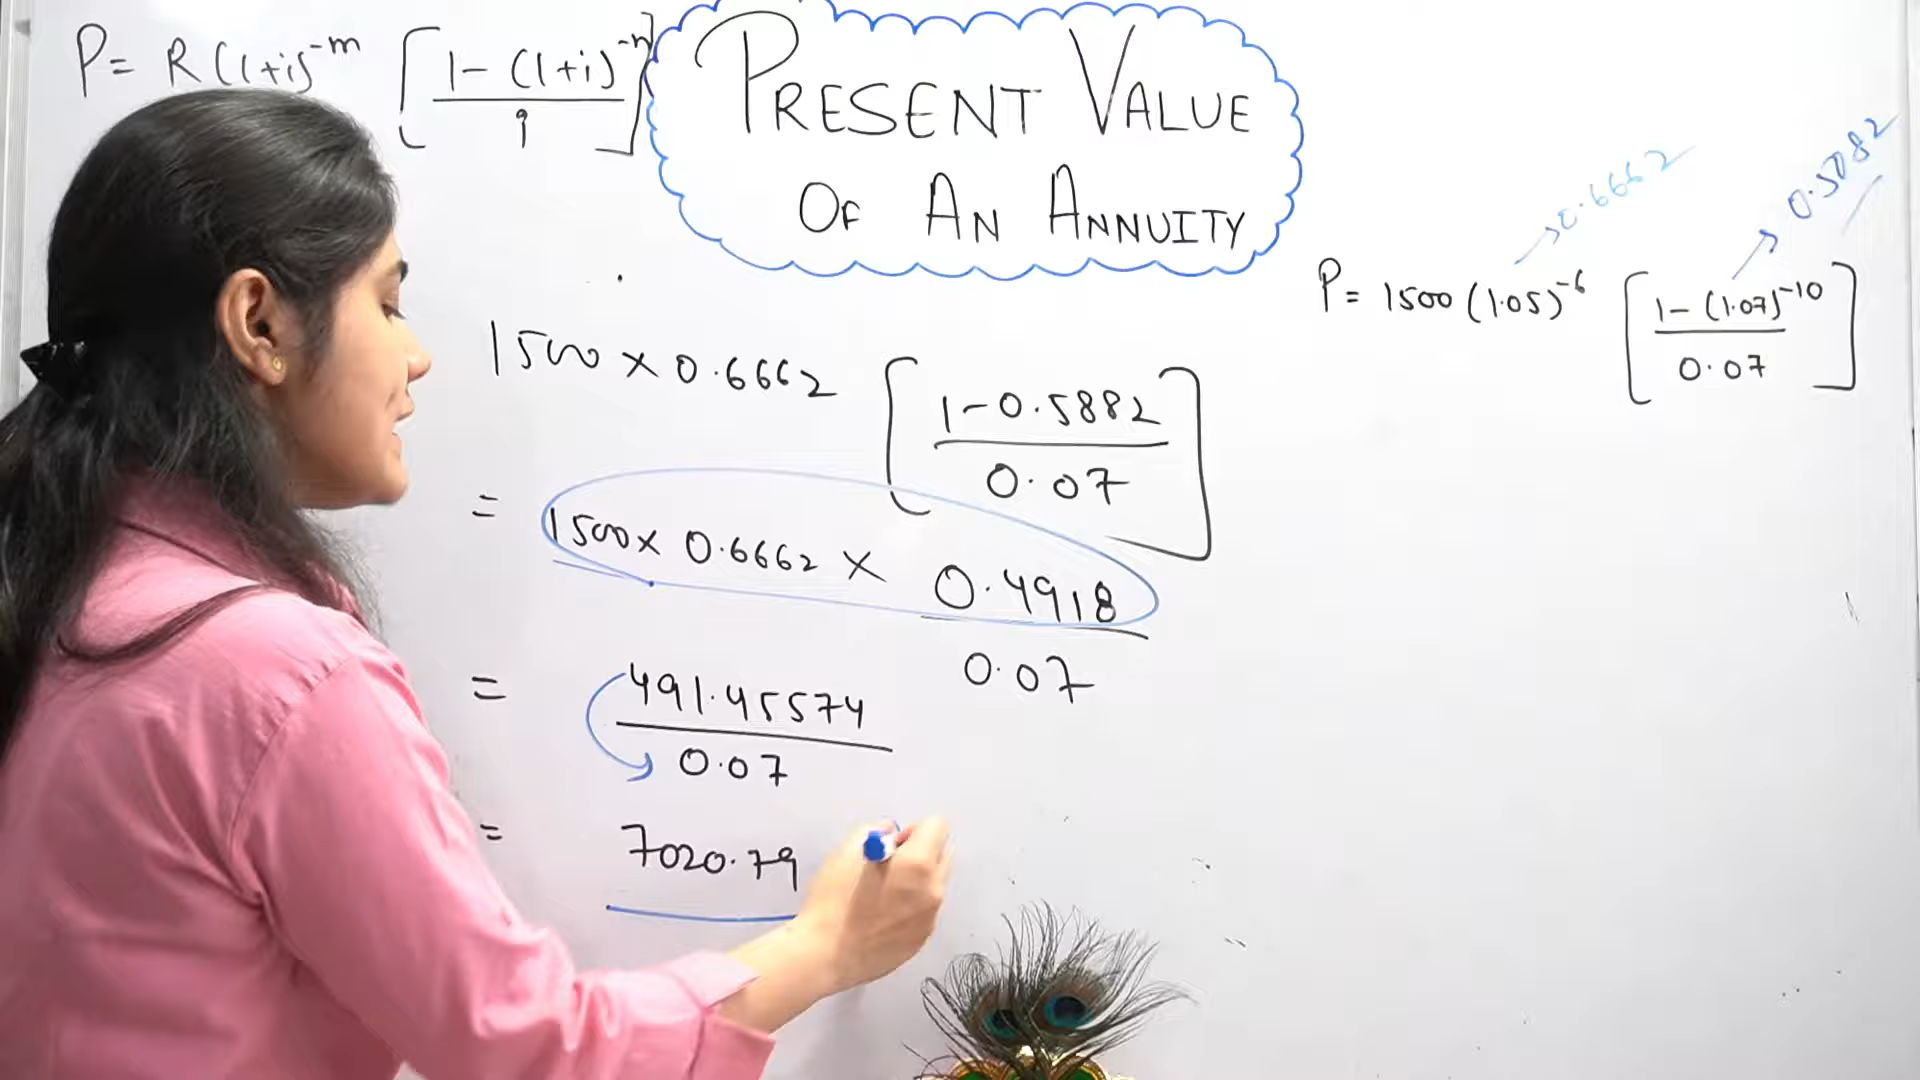 P= R(1+i)^-m [1-(1+i)^-n / i]
PRESENT VALUE
OF AN ANNUITY
0.6662
0.5082
P= 1500(1.05)^-6 [1-(1.07)^-10 / 0.07]
1500 × 0.6662 [1-0.5882 / 0.07]
= 1500× 0.6662 × 0.4918 / 0.07
= 491.45574 / 0.07
= 7020.79